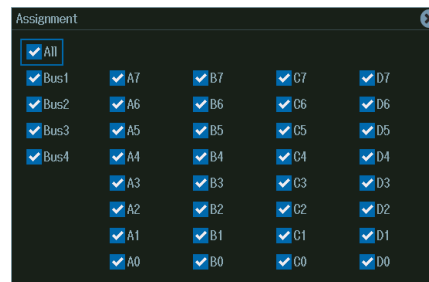 Assignment
All
Bus1 A7 B7 C7 D7
Bus2 A6 B6 C6 D6
Bus3 A5 B5 C5 D5
Bus4 A4 B4 C4 D4
A3 B3 C3 D3
A2 B2 C2 D2
A1 B1 C1 D1
A0 B0 C0 D0